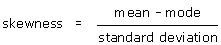 skewness = mean – mode
standard deviation